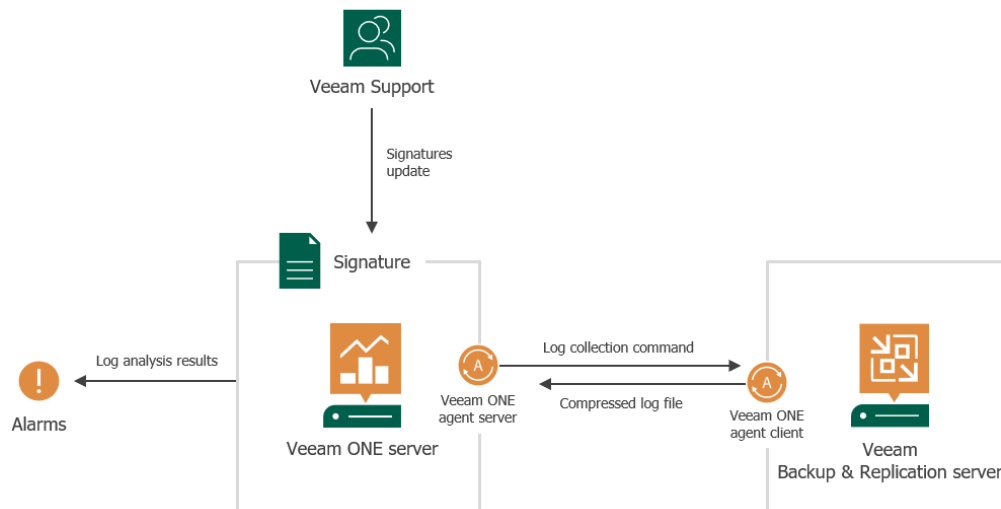 Veeam Support
Signatures
update
Signature
Log analysis results
Log collection command
A
A
Compressed log file
Alarms
Veeam ONE
agent server
Veeam ONE
agent client
Veeam ONE server
Veeam
Backup & Replication server